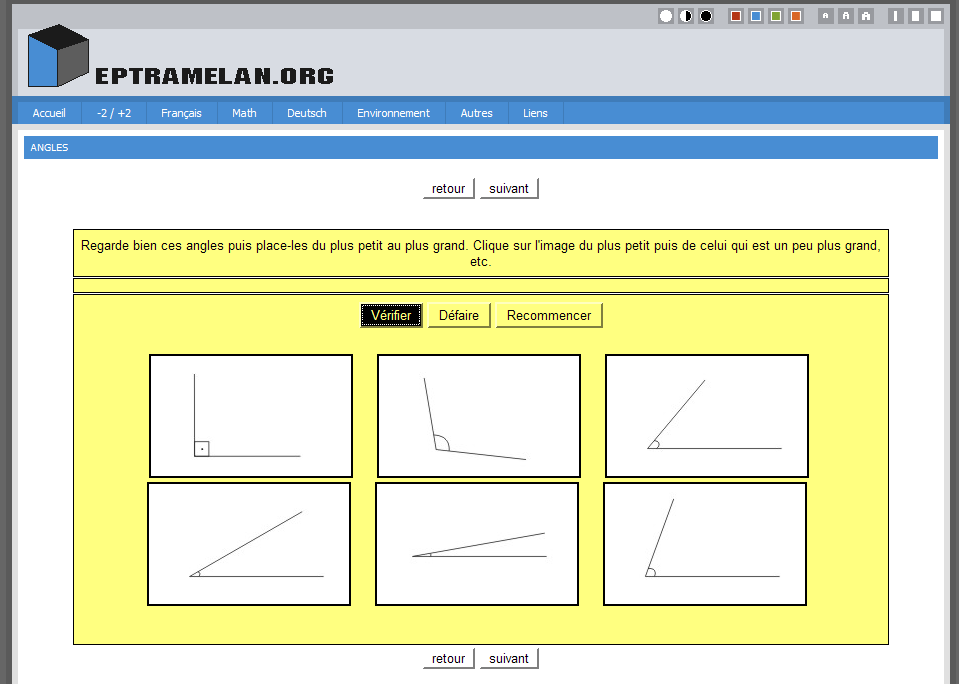 A A A
EPTRAMELAN.ORG
Accueil -2 / +2 Français Math Deutsch Environnement Autres Liens
ANGLES
retour suivant
Regarde bien ces angles puis place-les du plus petit au plus grand. Clique sur l'image du plus petit puis de celui qui est un peu plus grand,
etc.
Vérifier Défaire Recommencer
retour suivant